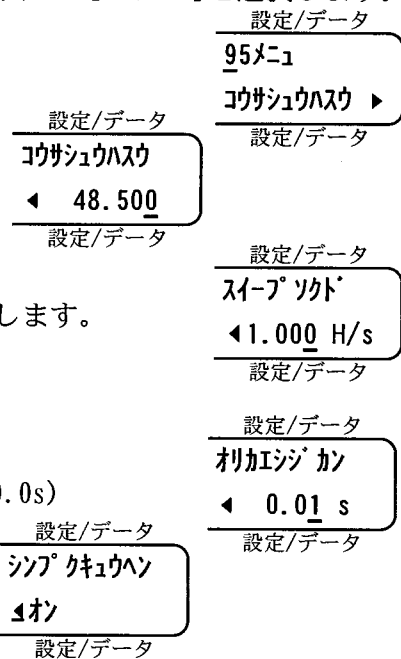 設定/データ
95メニュ
コウサシュウハスウ ▶
設定/データ
設定/データ
コウサシュウハスウ
◀ 48.500
設定/データ
設定/データ
スイープ ソクド
◀1.000 H/s
設定/データ
します。
設定/データ
オリカエシジカン
◀ 0.01 s
設定/データ
.0s)
設定/データ
シンプクキュウヘン
◀オン
設定/データ